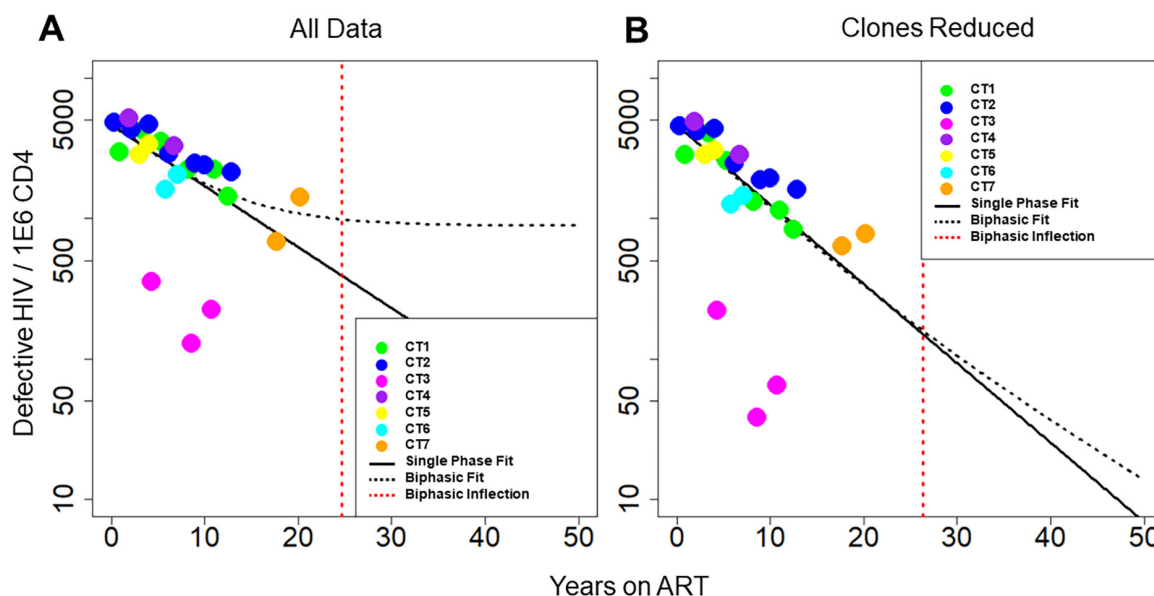 A
All Data
B
Clones Reduced
Defective HIV / 1E6 CD4
5000
500
50
10
CT1
CT2
CT3
CT4
CT5
CT6
CT7
Single Phase Fit
Biphasic Fit
Biphasic Inflection
0
10
20
30
40
50
5000
500
50
10
CT1
CT2
CT3
CT4
CT5
CT6
CT7
Single Phase Fit
Biphasic Fit
Biphasic Inflection
0
10
20
30
40
50
Years on ART